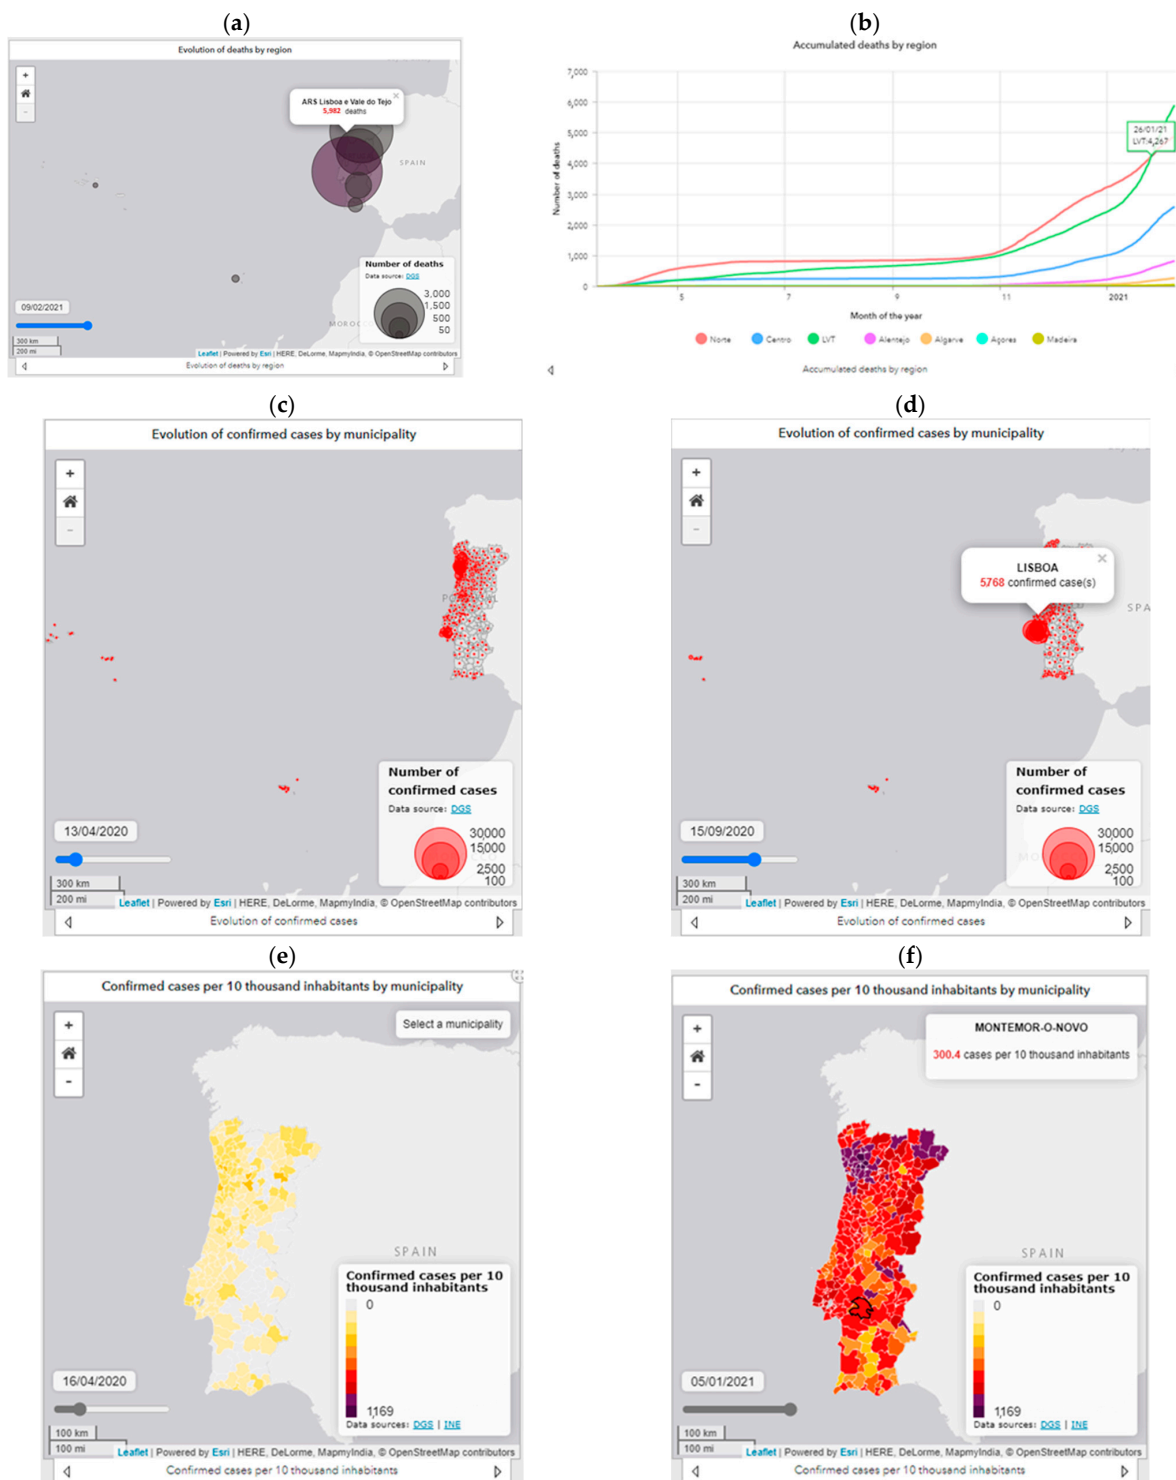 (a)
Evolution of deaths by region
+
ARS Lisboa e Vale do Tejo
5,982 deaths
×
−
SPAIN
Number of deaths
Data source: DGS
3,000
1,500
500
50
09/02/2021
300 km
200 mi
Leaflet | Powered by Esri | HERE, DeLorme, MapmyIndia, © OpenStreetMap contributors
Evolution of deaths by region
(b)
Accumulated deaths by region
7,000
6,000
5,000
4,000
3,000
2,000
1,000
0
Number of deaths
26/01/21
LVT:4,267
5
7
9
11
2021
Month of the year
Norte
Centro
LVT
Alentejo
Algarve
Açores
Madeira
Accumulated deaths by region
(c)
Evolution of confirmed cases by municipality
+
−
Number of
confirmed cases
Data source: DGS
30,000
15,000
2500
100
13/04/2020
300 km
200 mi
Leaflet | Powered by Esri | HERE, DeLorme, MapmyIndia, © OpenStreetMap contributors
Evolution of confirmed cases
(d)
Evolution of confirmed cases by municipality
+
−
LISBOA
5768 confirmed case(s)
×
SPA
Number of
confirmed cases
Data source: DGS
30000
15000
2500
100
15/09/2020
300 km
200 mi
Leaflet | Powered by Esri | HERE, DeLorme, MapmyIndia, © OpenStreetMap contributors
Evolution of confirmed cases
(e)
Confirmed cases per 10 thousand inhabitants by municipality
+
−
Select a municipality
SPAIN
Confirmed cases per 10
thousand inhabitants
0
1,169
Data sources: DGS | INE
16/04/2020
100 km
100 mi
Leaflet | Powered by Esri | HERE, DeLorme, MapmyIndia, © OpenStreetMap contributors
Confirmed cases per 10 thousand inhabitants
(f)
Confirmed cases per 10 thousand inhabitants by municipality
+
−
MONTEMOR-O-NOVO
300.4 cases per 10 thousand inhabitants
SPAIN
Confirmed cases per 10
thousand inhabitants
0
1,169
Data sources: DGS | INE
05/01/2021
100 km
100 mi
Leaflet | Powered by Esri | HERE, DeLorme, MapmyIndia, © OpenStreetMap contributors
Confirmed cases per 10 thousand inhabitants